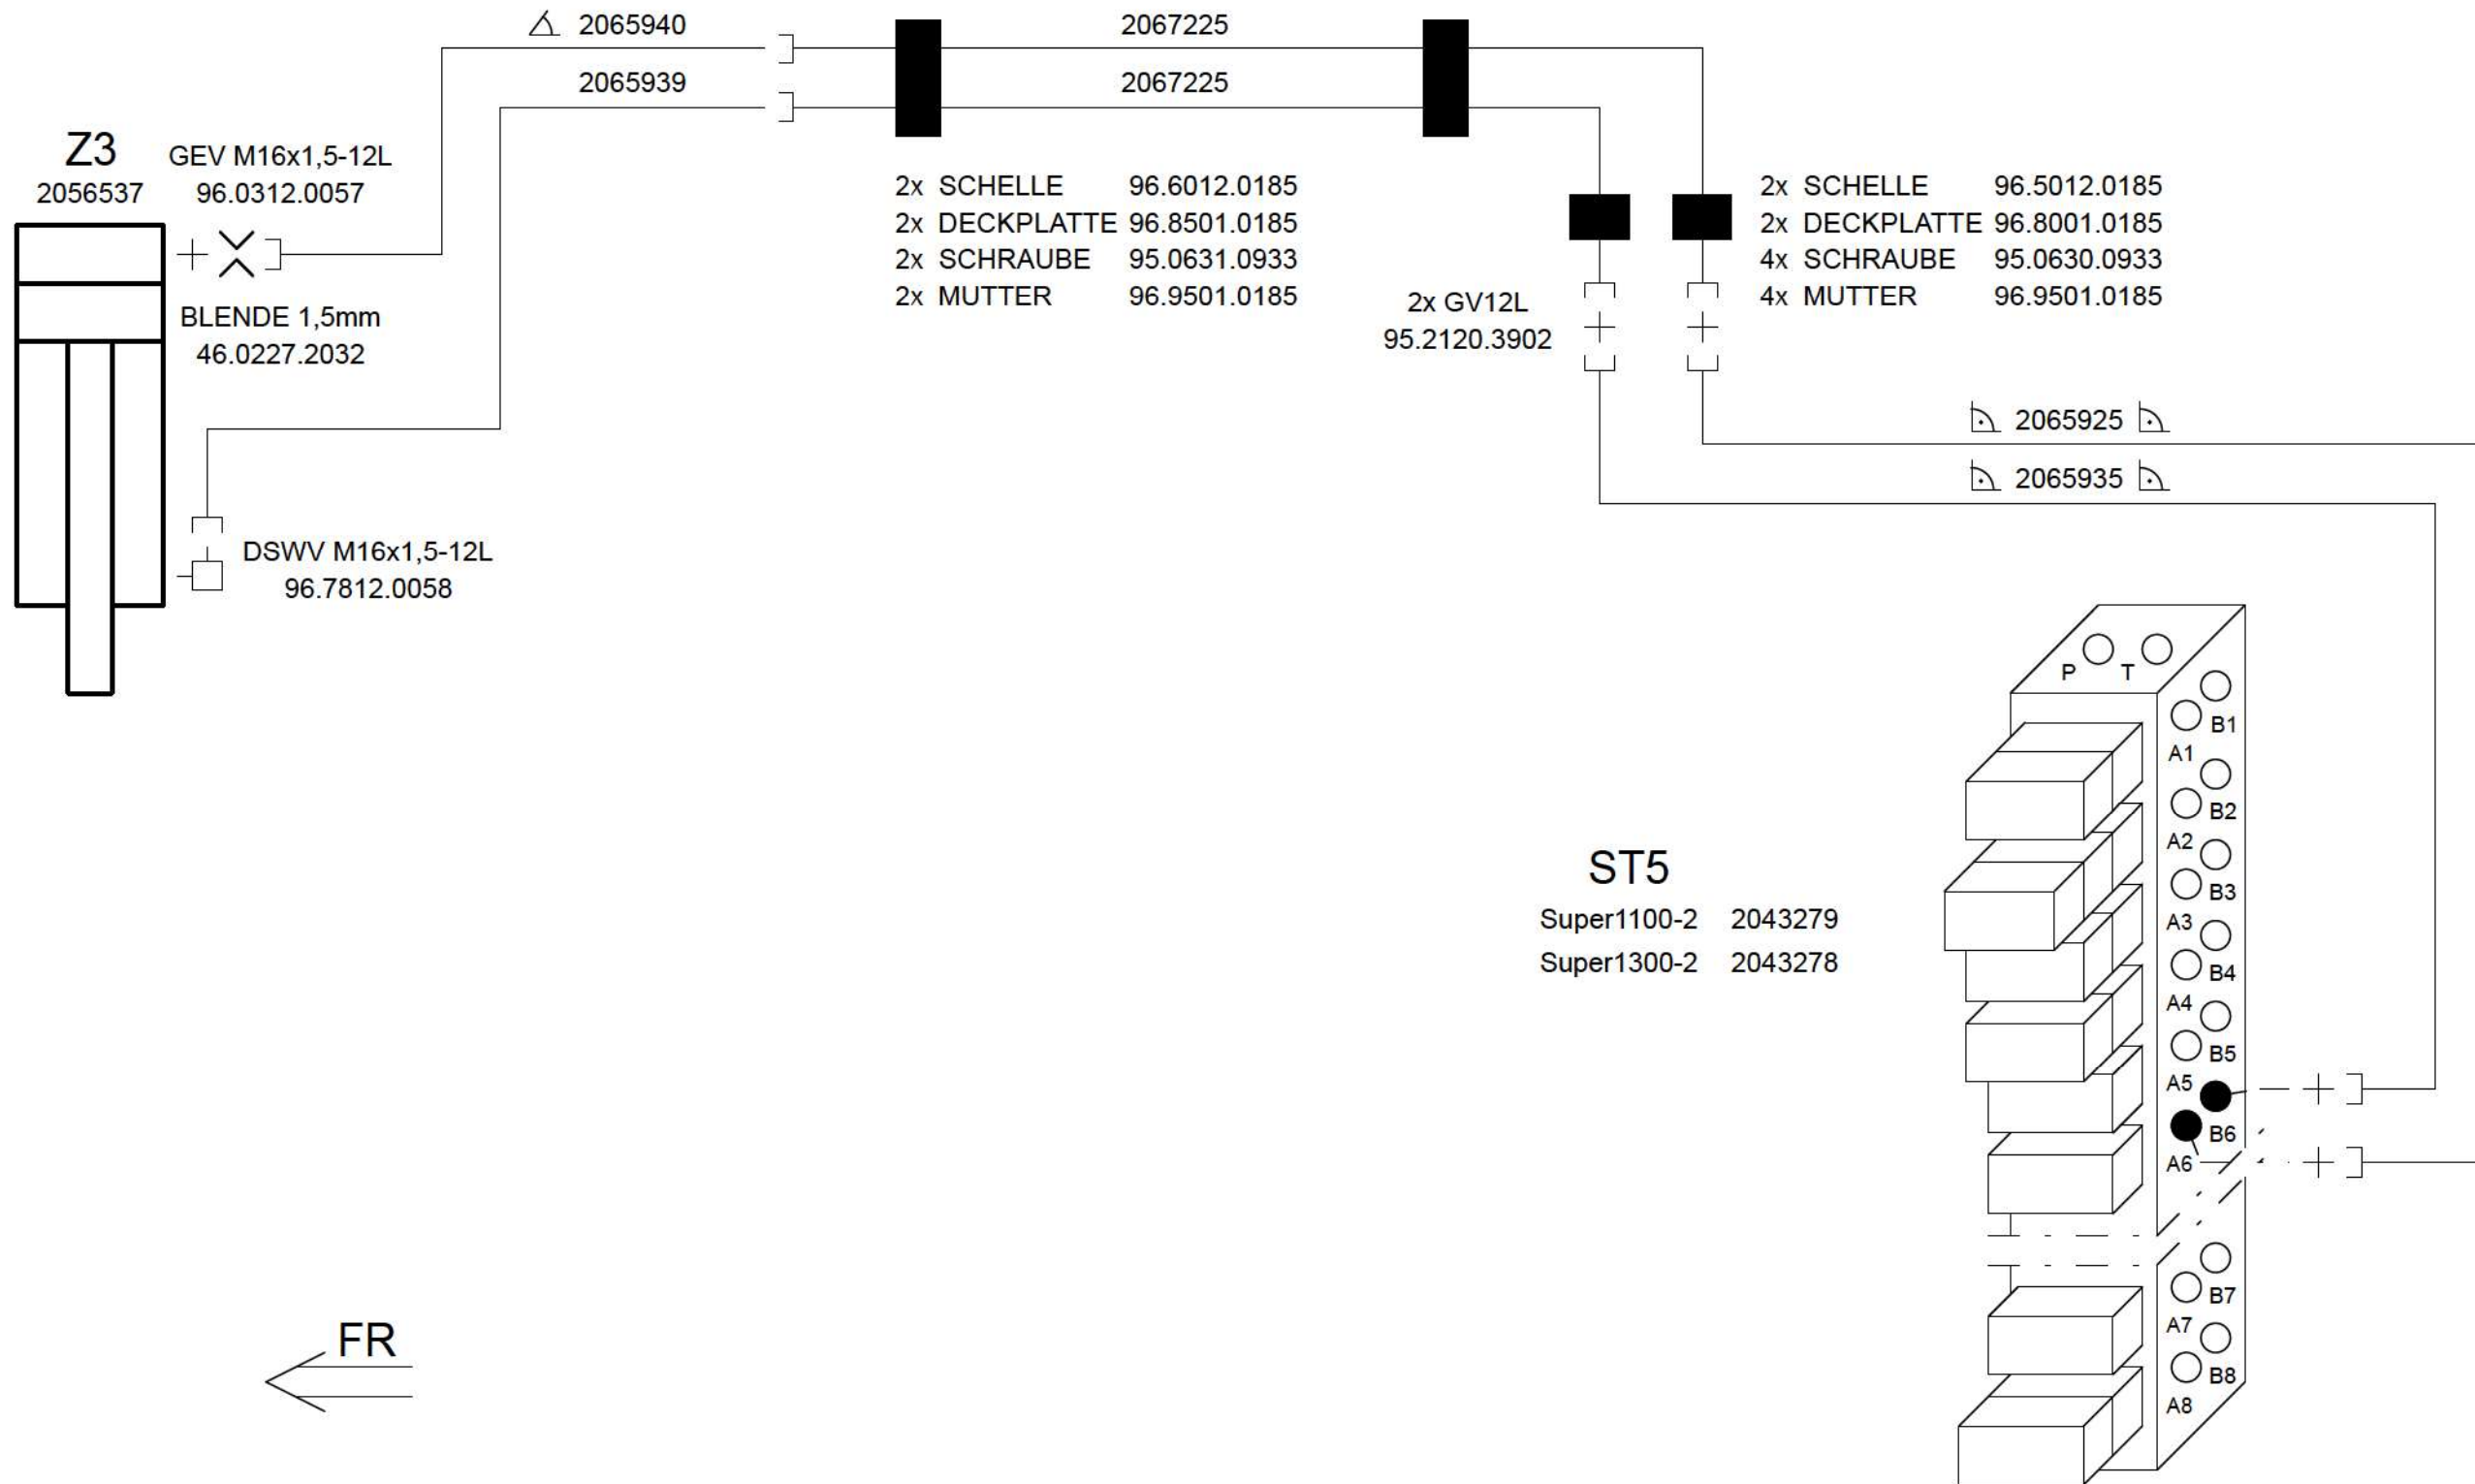 2065940
2067225
2065939
2067225
Z3
2056537
GEV M16x1,5-12L
96.0312.0057
BLENDE 1,5mm
46.0227.2032
2x SCHELLE 96.6012.0185
2x DECKPLATTE 96.8501.0185
2x SCHRAUBE 95.0631.0933
2x MUTTER 96.9501.0185
2x SCHELLE 96.5012.0185
2x DECKPLATTE 96.8001.0185
4x SCHRAUBE 95.0630.0933
4x MUTTER 96.9501.0185
2x GV12L
95.2120.3902
2065925
2065935
DSWV M16x1,5-12L
96.7812.0058
ST5
Super1100-2 2043279
Super1300-2 2043278
P T
B1
A1
B2
A2
B3
A3
B4
A4
B5
A5
B6
A6
B7
A7
B8
A8
FR